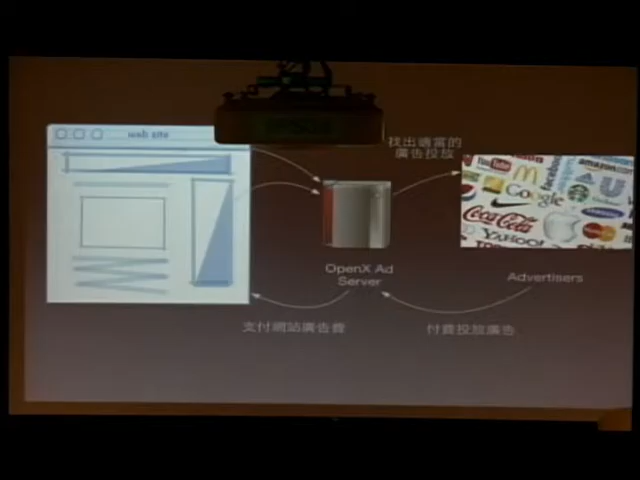 web site
找出適當的
廣告投放
YouTube
amazon.com
facebook
Google
Coca-Cola
YAHOO!
MasterCard
OpenX Ad
Server
Advertisers
支付網站廣告費
付費投放廣告